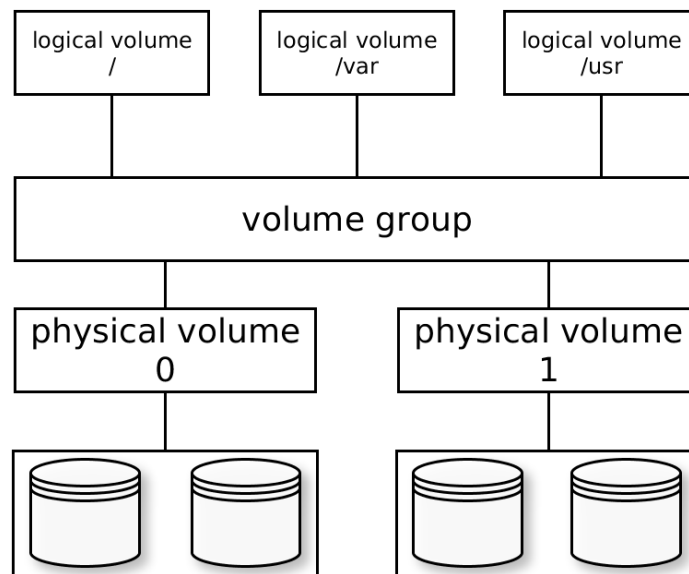 logical volume
/
logical volume
/var
logical volume
/usr
volume group
physical volume
0
physical volume
1